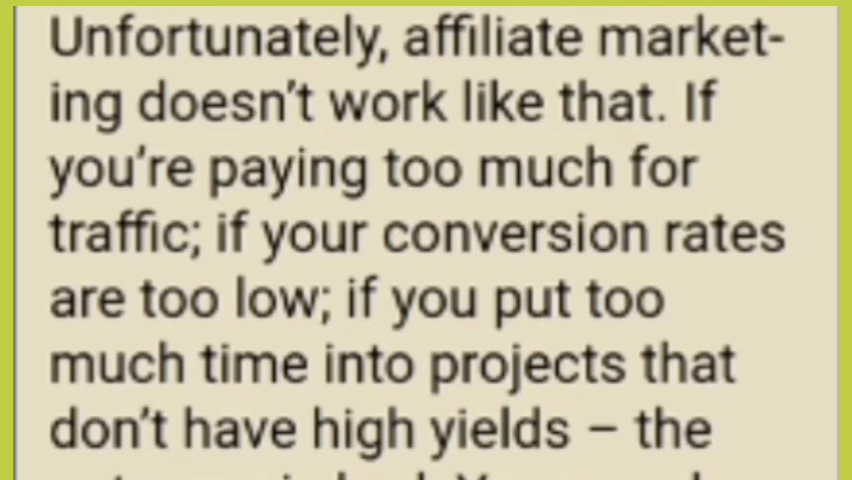 Unfortunately, affiliate market-
ing doesn’t work like that. If
you’re paying too much for
traffic; if your conversion rates
are too low; if you put too
much time into projects that
don’t have high yields – the